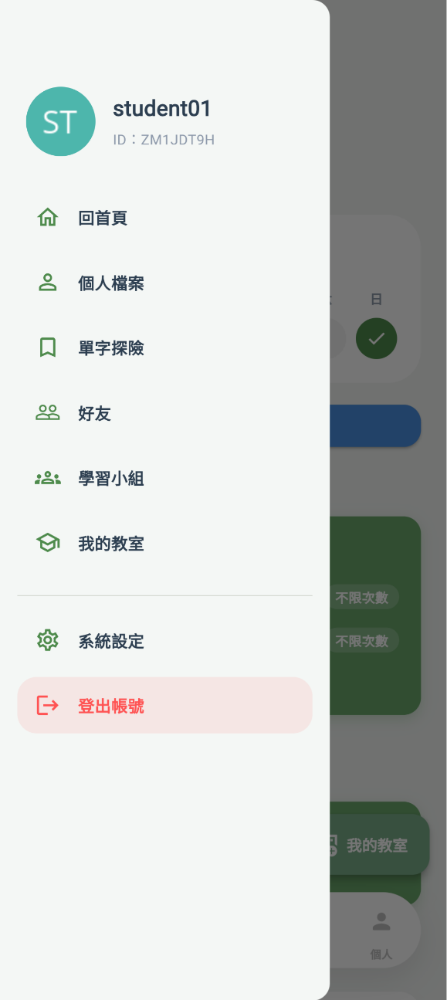 ST
student01
ID：ZM1JDT9H
回首頁
個人檔案
單字探險
好友
學習小組
我的教室
系統設定
登出帳號
日
不限次數
不限次數
我的教室
個人